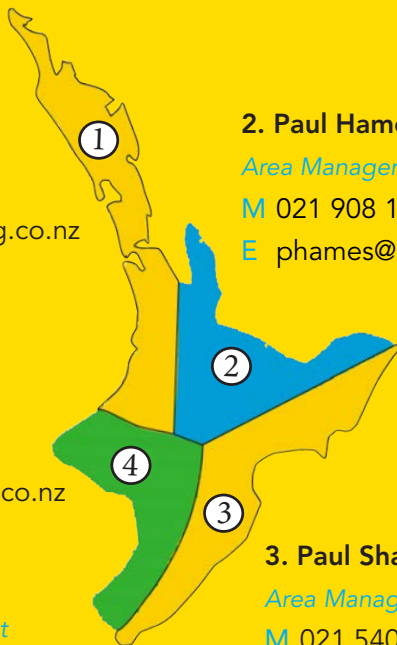 1
2. Paul Hame
Area Manager
M 021 908 1
g.co.nz
E phames@
2
4
co.nz
3
3. Paul Sha
Area Manag
t
M 021 540